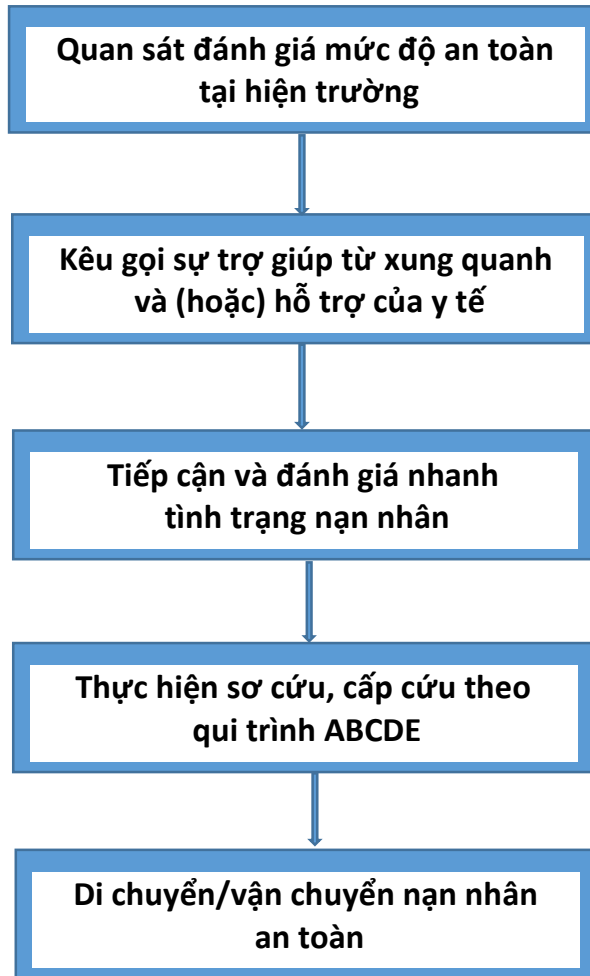 Quan sát đánh giá mức độ an toàn
tại hiện trường
Kêu gọi sự trợ giúp từ xung quanh
và (hoặc) hỗ trợ của y tế
Tiếp cận và đánh giá nhanh
tình trạng nạn nhân
Thực hiện sơ cứu, cấp cứu theo
qui trình ABCDE
Di chuyển/vận chuyển nạn nhân
an toàn